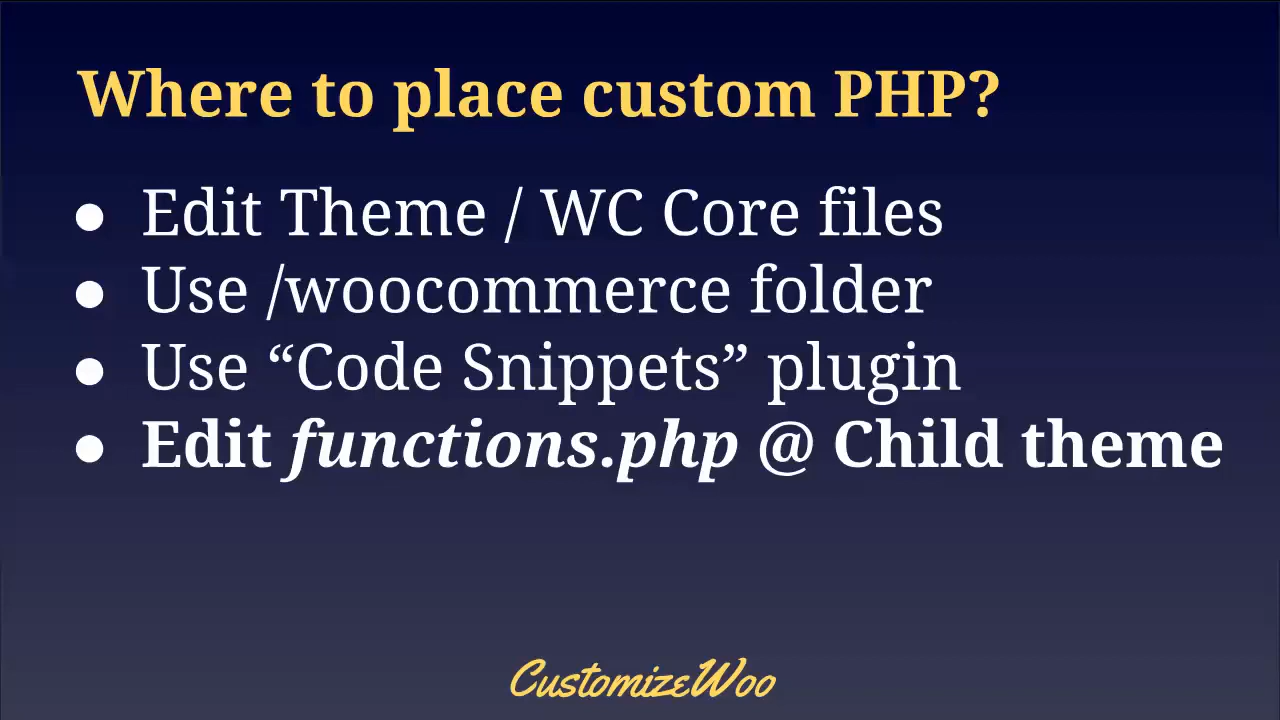 Where to place custom PHP?
● Edit Theme / WC Core files
● Use /woocommerce folder
● Use “Code Snippets” plugin
● Edit functions.php @ Child theme
CustomizeWoo